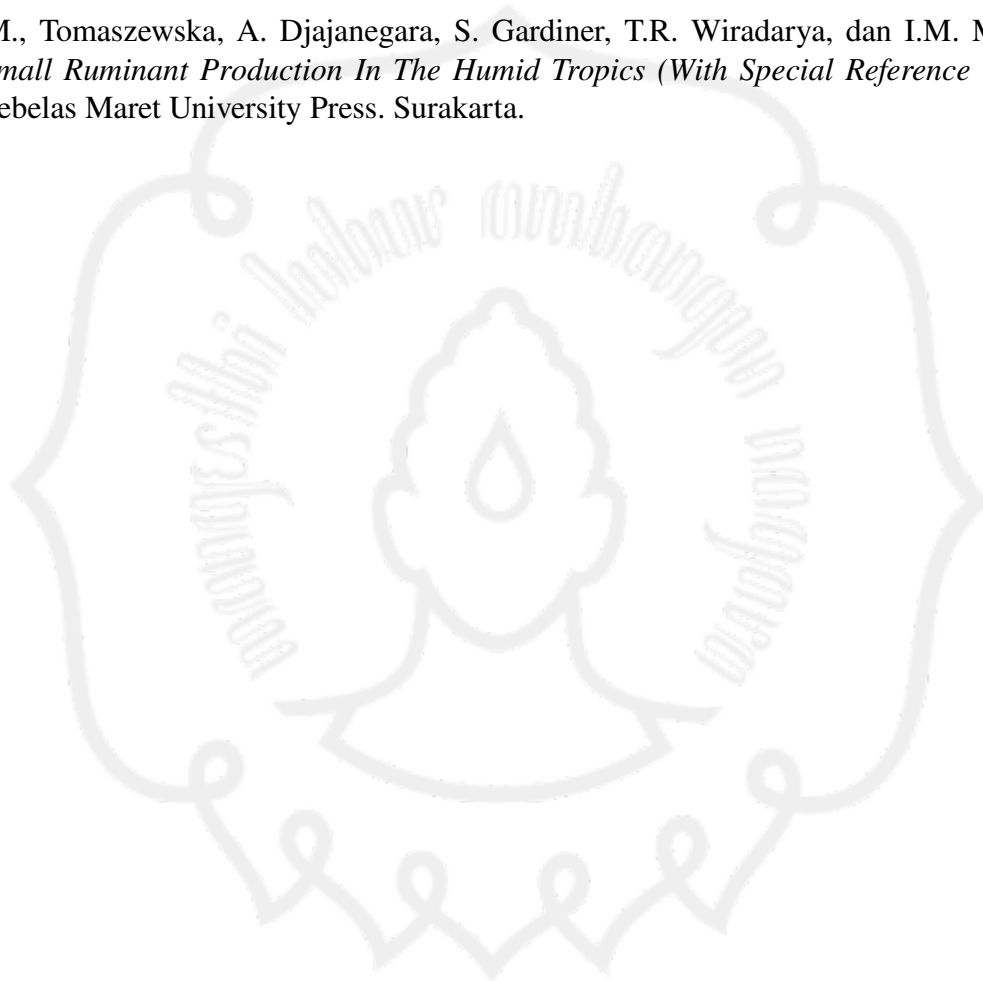 M., Tomaszewska, A. Djajanegara, S. Gardiner, T.R. Wiradarya, dan I.M. M
mall Ruminant Production In The Humid Tropics (With Special Reference
ebelas Maret University Press. Surakarta.